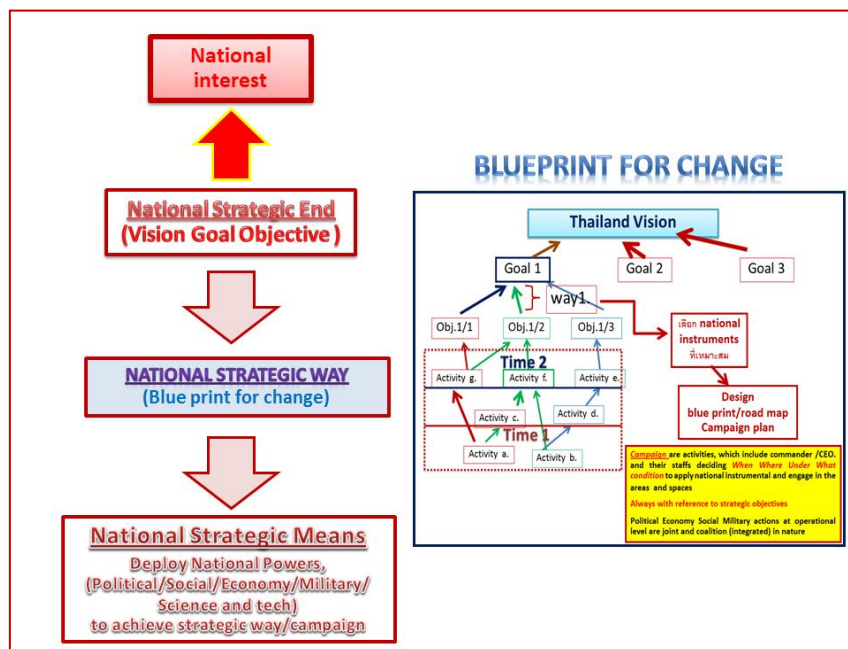 National
interest
National Strategic End
(Vision Goal Objective )
NATIONAL STRATEGIC WAY
(Blue print for change)
National Strategic Means
Deploy National Powers,
(Political/Social/Economy/Military/
Science and tech)
to achieve strategic way/campaign
BLUEPRINT FOR CHANGE
Thailand Vision
Goal 1
Goal 2
Goal 3
way1.
Obj.1/1
Obj.1/2
Obj.1/3
เลือก national
instruments
ที่เหมาะสม
Time 2
Activity g.
Activity f.
Activity e.
Design
blue print/road map
Campaign plan
Activity c.
Activity d.
Time 1
Activity a.
Activity b.
Campaign are activities, which include commander /CEO.
and their staffs deciding When Where Under What
condition to apply national instrumental and engage in the
areas and spaces
Always with reference to strategic objectives
Political Economy Social Military actions at operational
level are joint and coalition (integrated) in nature